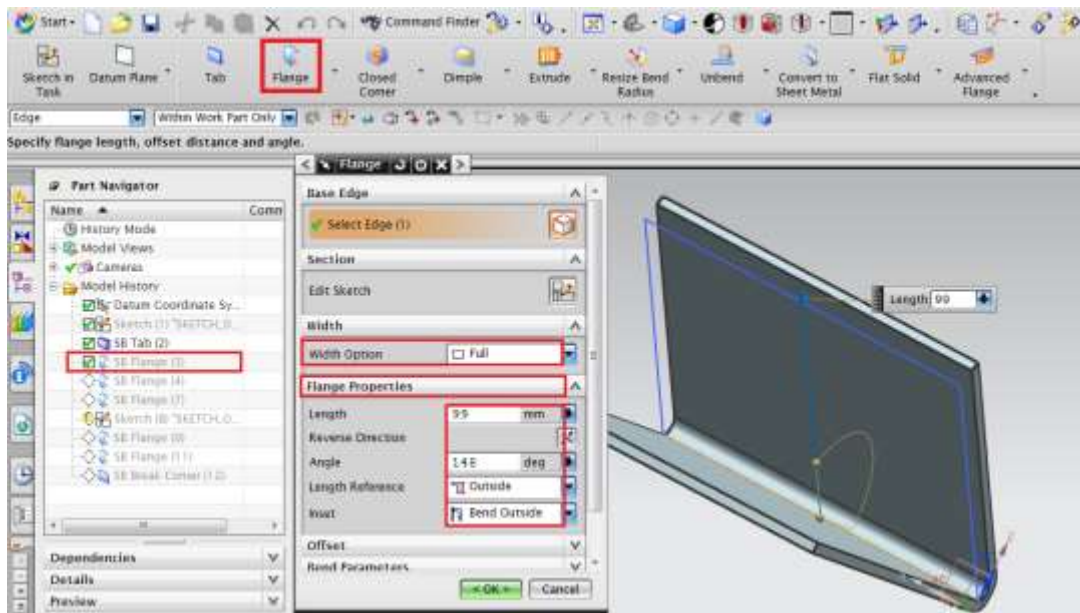 Start
Command Finder
Sketch in Task
Datum Plane
Tab
Flange
Closed Corner
Dimple
Extrude
Resize Bend Radius
Unbend
Convert to Sheet Metal
Flat Solid
Advanced Flange
Edge
Within Work Part Only
Specify flange length, offset distance and angle.
Part Navigator
Name
Comn
History Mode
Model Views
Cameras
Model History
Datum Coordinate Sy...
Sketch (1) "SKETCH_0...
SB Tab (2)
SB Flange (3)
SB Flange (4)
SB Flange (7)
SB Flange (11)
Dependencies
Details
Preview
Flange
Base Edge
Select Edge (1)
Section
Edit Sketch
Width
Width Option
Full
Flange Properties
Length
99 mm
Reverse Direction
Angle
deg
Length Reference
Outside
Inset
Bend Outside
Offset
Bend Parameters
< OK >
Cancel
Length 99